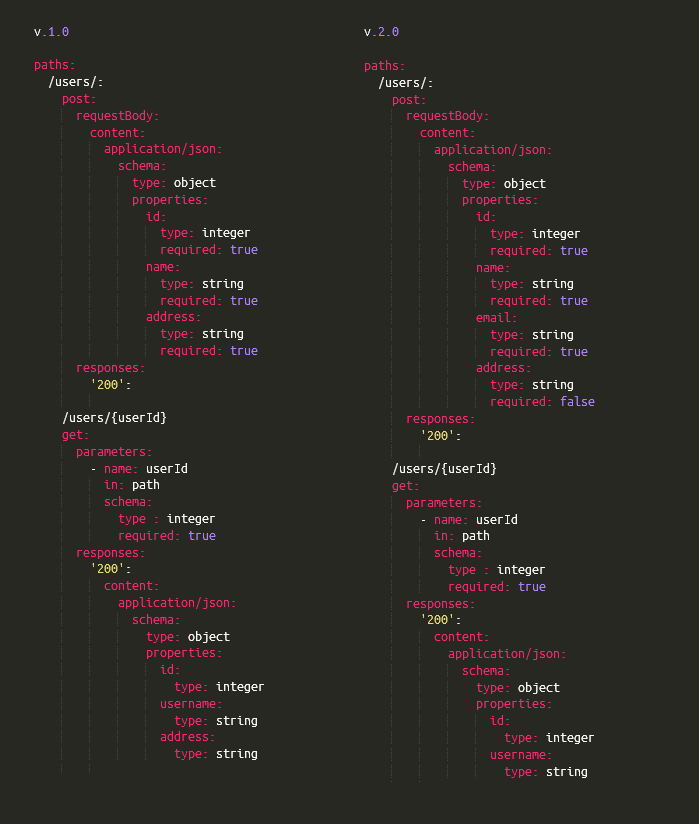 v.1.0
paths:
  /users/:
    post:
      requestBody:
        content:
          application/json:
            schema:
              type: object
              properties:
                id:
                  type: integer
                  required: true
                name:
                  type: string
                  required: true
                address:
                  type: string
                  required: true
      responses:
        '200':
    /users/{userId}
    get:
      parameters:
        - name: userId
          in: path
          schema:
            type : integer
            required: true
      responses:
        '200':
          content:
            application/json:
              schema:
                type: object
                properties:
                  id:
                    type: integer
                  username:
                    type: string
                  address:
                    type: string
v.2.0
paths:
  /users/:
    post:
      requestBody:
        content:
          application/json:
            schema:
              type: object
              properties:
                id:
                  type: integer
                  required: true
                name:
                  type: string
                  required: true
                email:
                  type: string
                  required: true
                address:
                  type: string
                  required: false
      responses:
        '200':
    /users/{userId}
    get:
      parameters:
        - name: userId
          in: path
          schema:
            type : integer
            required: true
      responses:
        '200':
          content:
            application/json:
              schema:
                type: object
                properties:
                  id:
                    type: integer
                  username:
                    type: string